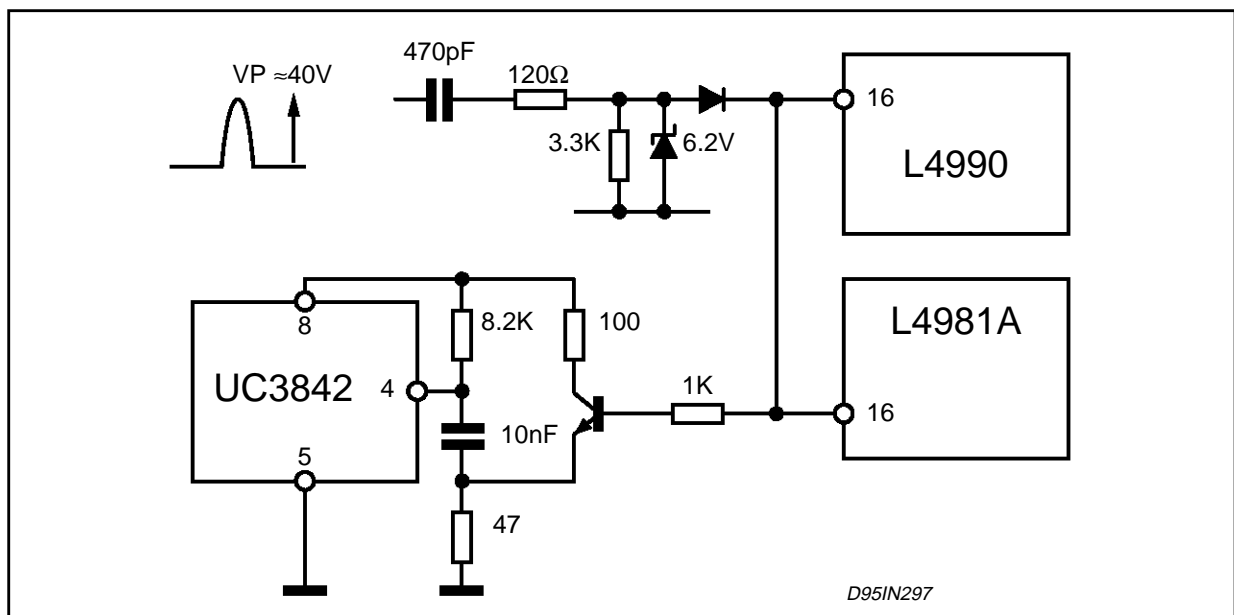 470pF
VP ≈40V
120Ω
16
3.3K
6.2V
L4990
8
8.2K
100
L4981A
UC3842
4
1K
16
10nF
5
47
D95IN297